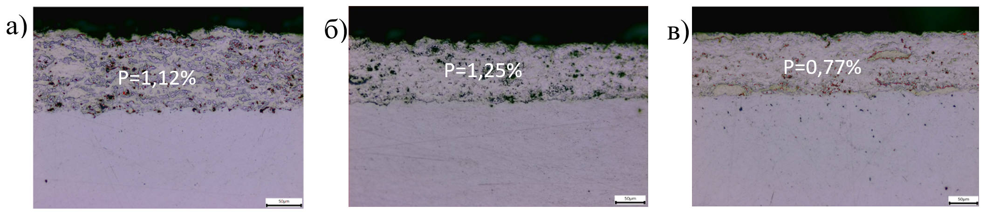 а)
P=1,12%
50µm
б)
P=1,25%
50µm
в)
P=0,77%
50µm